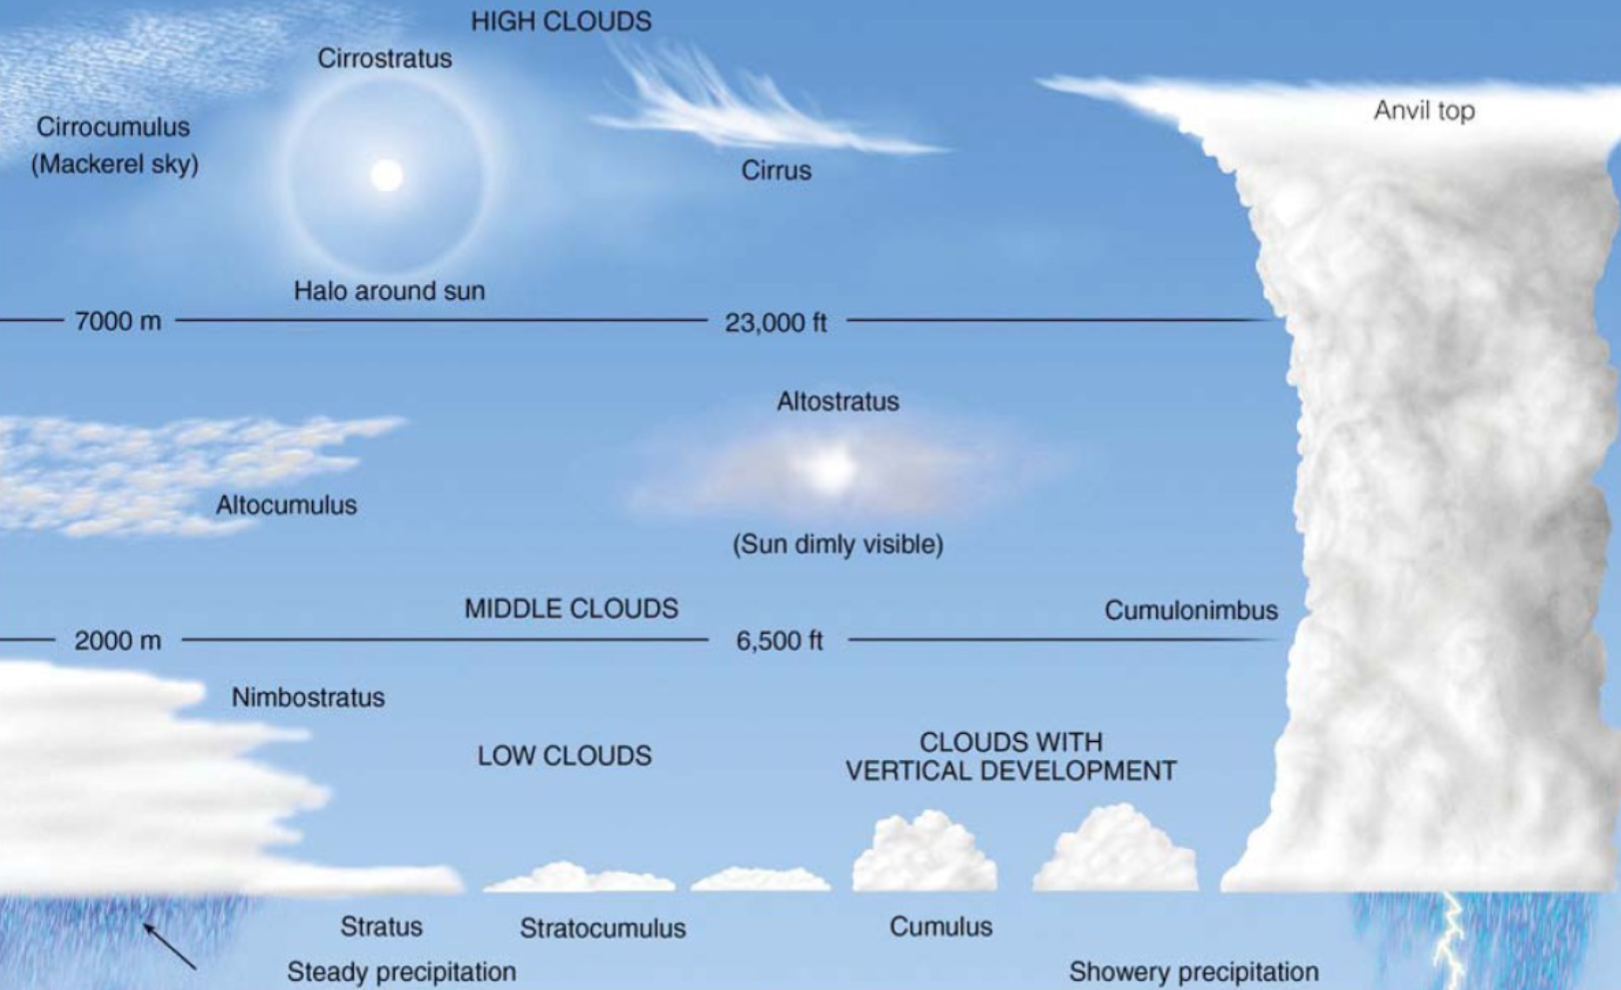 HIGH CLOUDS
Cirrostratus
Cirrocumulus
(Mackerel sky)
Anvil top
Cirrus
Halo around sun
7000 m
23,000 ft
Altostratus
Altocumulus
(Sun dimly visible)
MIDDLE CLOUDS
Cumulonimbus
2000 m
6,500 ft
Nimbostratus
LOW CLOUDS
CLOUDS WITH
VERTICAL DEVELOPMENT
Stratus
Stratocumulus
Cumulus
Steady precipitation
Showery precipitation